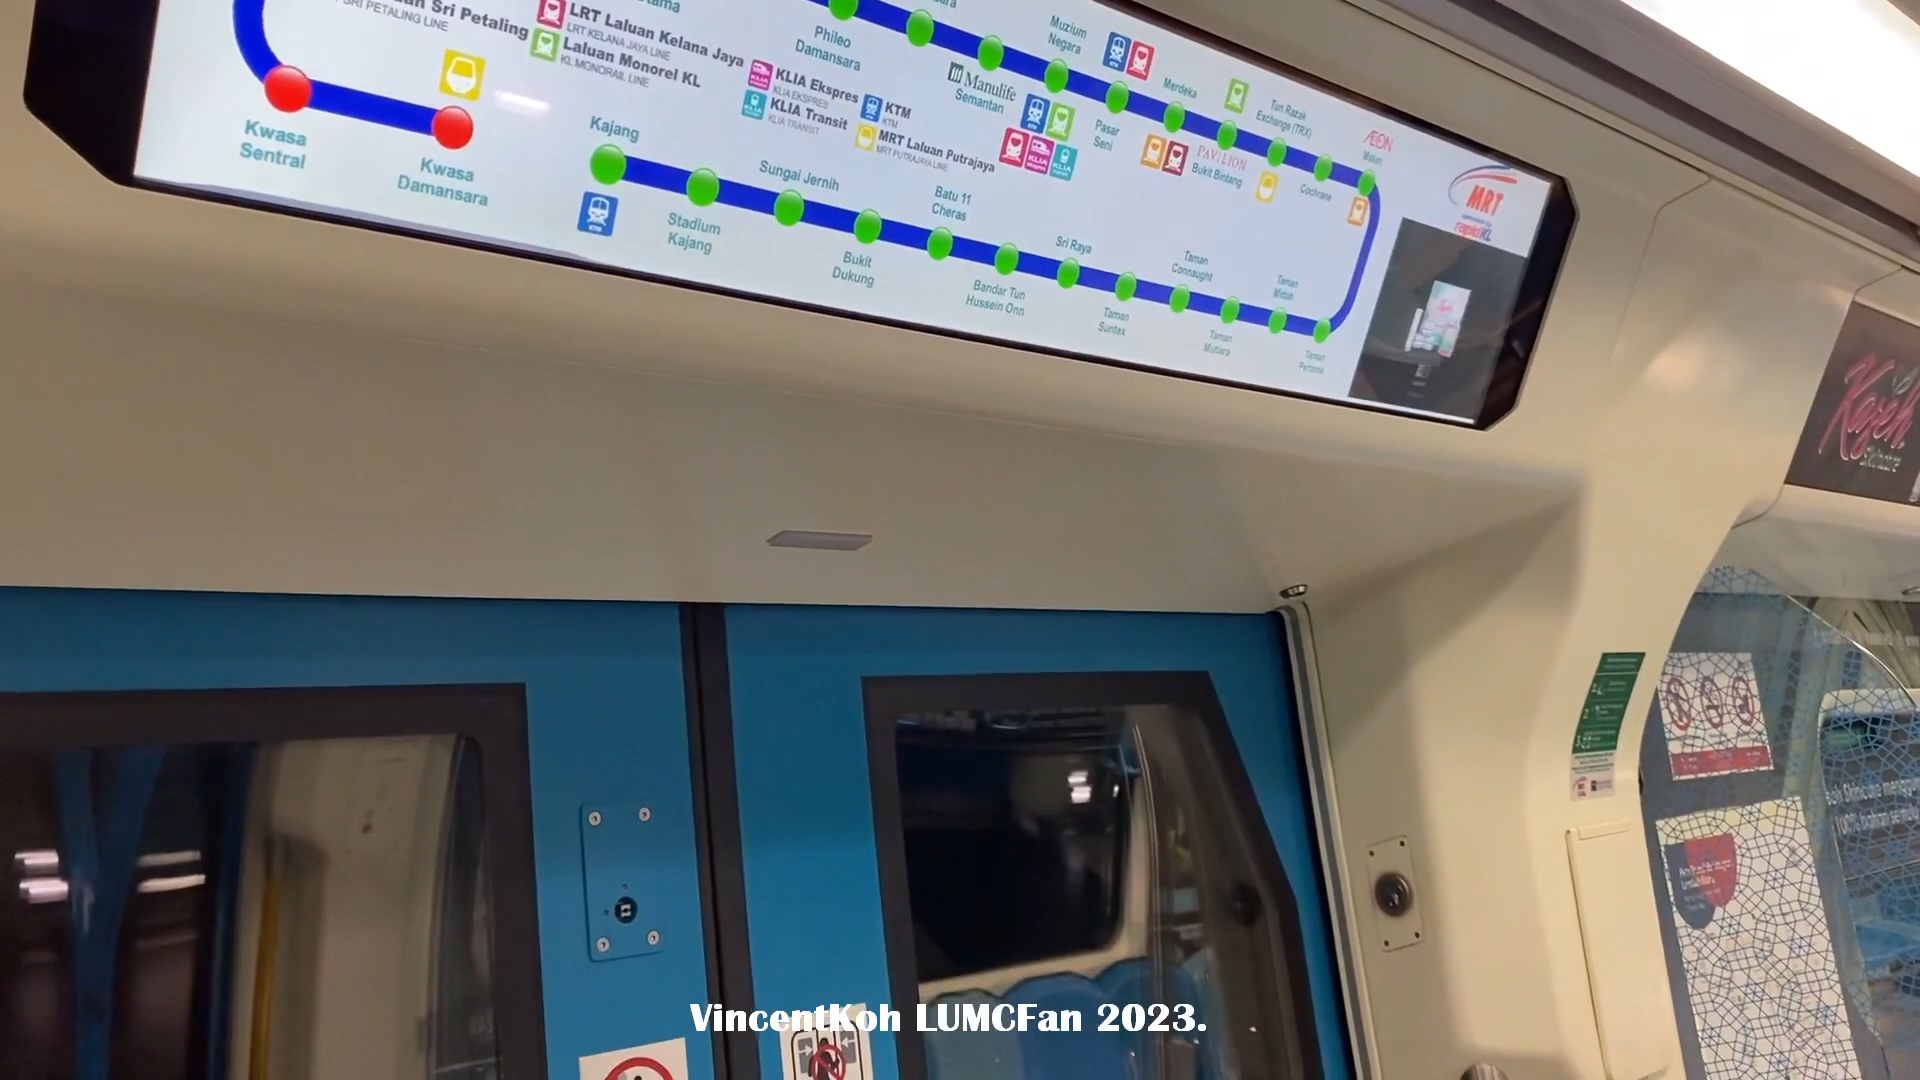 Sri Petaling
SRI PETALING LINE
LRT Laluan Kelana Jaya
LRT KELANA JAYA LINE
Laluan Monorel KL
KL MONORAIL LINE
KLIA Ekspres
KLIA EKSPRES
KLIA Transit
KLIA TRANSIT
KTM
KTM
MRT Laluan Putrajaya
MRT PUTRAJAYA LINE
Phileo
Damansara
Manulife
Semantan
Muzium
Negara
Pasar
Seni
Merdeka
PAVILION
Bukit Bintang
Tun Razak
Exchange (TRX)
Cochrane
AEON
Maluri
MRT
rapidKL
Kwasa
Sentral
Kwasa
Damansara
Kajang
Stadium
Kajang
Sungai Jernih
Bukit
Dukung
Batu 11
Cheras
Bandar Tun
Hussein Onn
Sri Raya
Taman
Suntex
Taman
Connaught
Taman
Mutiara
Taman
Midah
Taman
Pertama
VincentKoh LUMCFan 2023.